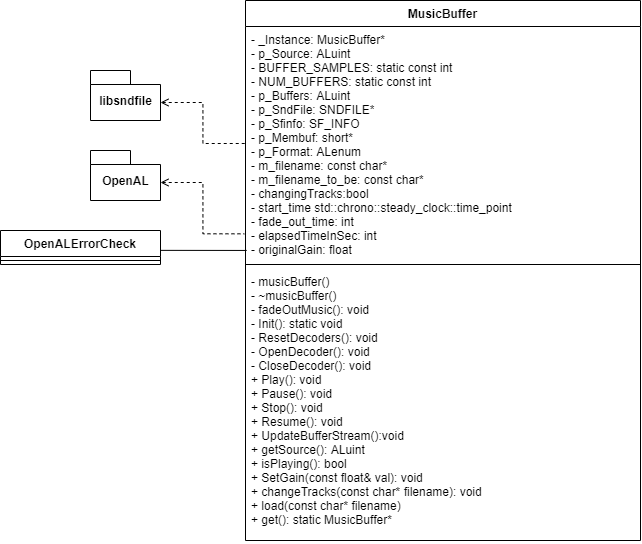 MusicBuffer
- _Instance: MusicBuffer*
- p_Source: ALuint
- BUFFER_SAMPLES: static const int
- NUM_BUFFERS: static const int
- p_Buffers: ALuint
- p_SndFile: SNDFILE*
- p_Sfinfo: SF_INFO
- p_Membuf: short*
- p_Format: ALenum
- m_filename: const char*
- m_filename_to_be: const char*
- changingTracks:bool
- start_time std::chrono::steady_clock::time_point
- fade_out_time: int
- elapsedTimeInSec: int
- originalGain: float
- musicBuffer()
- ~musicBuffer()
- fadeOutMusic(): void
- Init(): static void
- ResetDecoders(): void
- OpenDecoder(): void
- CloseDecoder(): void
+ Play(): void
+ Pause(): void
+ Stop(): void
+ Resume(): void
+ UpdateBufferStream():void
+ getSource(): ALuint
+ isPlaying(): bool
+ SetGain(const float& val): void
+ changeTracks(const char* filename): void
+ load(const char* filename)
+ get(): static MusicBuffer*
libsndfile
OpenAL
OpenALErrorCheck